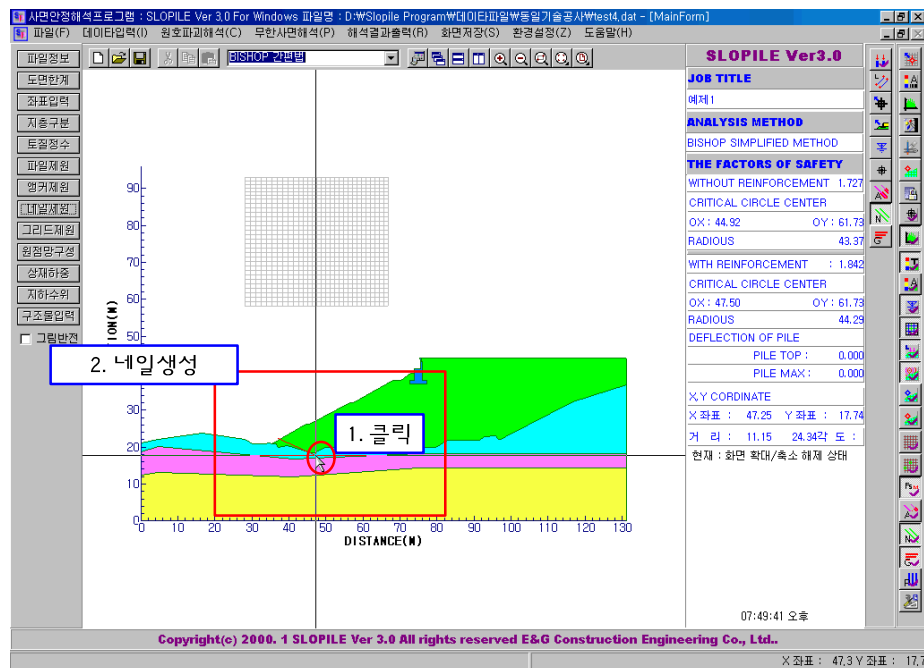 사면안정해석프로그램 : SLOPILE Ver 3,0 For Windows 파일명 : D:₩Slopile Program₩데이타파일₩동일기술공사₩test4,dat - [MainForm]
파일(F) 데이타입력(I) 원호파괴해석(C) 무한사면해석(P) 해석결과출력(R) 화면저장(S) 환경설정(Z) 도움말(H)
BISHOP 간편법
파일정보
도면한계
좌표입력
지층구분
토질정수
파일제원
앵커제원
네일제원
그리드제원
원점망구성
상재하중
지하수위
구조물입력
그림반전
90
80
70
60
50
30
20
10
0
0 10 20 30 40 50 60 70 80 90 100 110 120 130
DISTANCE(M)
ION(M)
2. 네일생성
1. 클릭
SLOPILE Ver3.0
JOB TITLE
예제1
ANALYSIS METHOD
BISHOP SIMPLIFIED METHOD
THE FACTORS OF SAFETY
WITHOUT REINFORCEMENT 1.727
CRITICAL CIRCLE CENTER
OX : 44.92 OY : 61.73
RADIOUS 43.37
WITH REINFORCEMENT : 1.842
CRITICAL CIRCLE CENTER
OX : 47.50 OY : 61.73
RADIOUS 44.29
DEFLECTION OF PILE
PILE TOP : 0.000
PILE MAX : 0.000
X,Y CORDINATE
X 좌표 : 47.25 Y 좌표 : 17.74
거 리 : 11.15 24.34각 도 :
현재 : 화면 확대/축소 해제 상태
07:49:41 오후
Copyright(c) 2000. 1 SLOPILE Ver 3.0 All rights reserved E&G Construction Engineering Co., Ltd..
X 좌표 : 47,3 Y 좌표 : 17,7